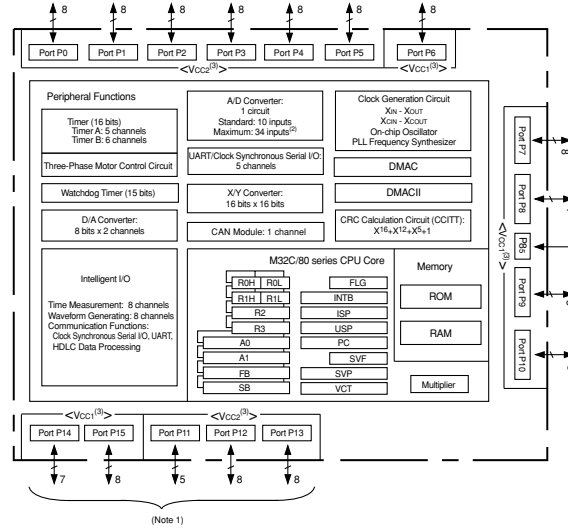 8 8 8 8 8 8 8
Port P0 Port P1 Port P2 Port P3 Port P4 Port P5 Port P6
<VCC2(3)> <VCC1(3)>
Peripheral Functions
Timer (16 bits)
Timer A: 5 channels
Timer B: 6 channels
Three-Phase Motor Control Circuit
Watchdog Timer (15 bits)
D/A Converter:
8 bits x 2 channels
A/D Converter:
1 circuit
Standard: 10 inputs
Maximum: 34 inputs(2)
UART/Clock Synchronous Serial I/O:
5 channels
X/Y Converter:
16 bits x 16 bits
CAN Module: 1 channel
Clock Generation Circuit
XIN - XOUT
XCIN - XCOUT
On-chip Oscillator
PLL Frequency Synthesizer
DMAC
DMACII
CRC Calculation Circuit (CCITT):
X16+X12+X5+1
Intelligent I/O
Time Measurement: 8 channels
Waveform Generating: 8 channels
Communication Functions:
Clock Synchronous Serial I/O, UART,
HDLC Data Processing
M32C/80 series CPU Core
R0H R0L
R1H R1L
R2
R3
A0
A1
FB
SB
FLG
INTB
ISP
USP
PC
SVF
SVP
VCT
Memory
ROM
RAM
Multiplier
<VCC1(3)>
Port P7
8
Port P8
P85
Port P9
Port P10
<VCC1(3)> <VCC2(3)>
Port P14 Port P15 Port P11 Port P12 Port P13
7 8 5 8 8
(Note 1)